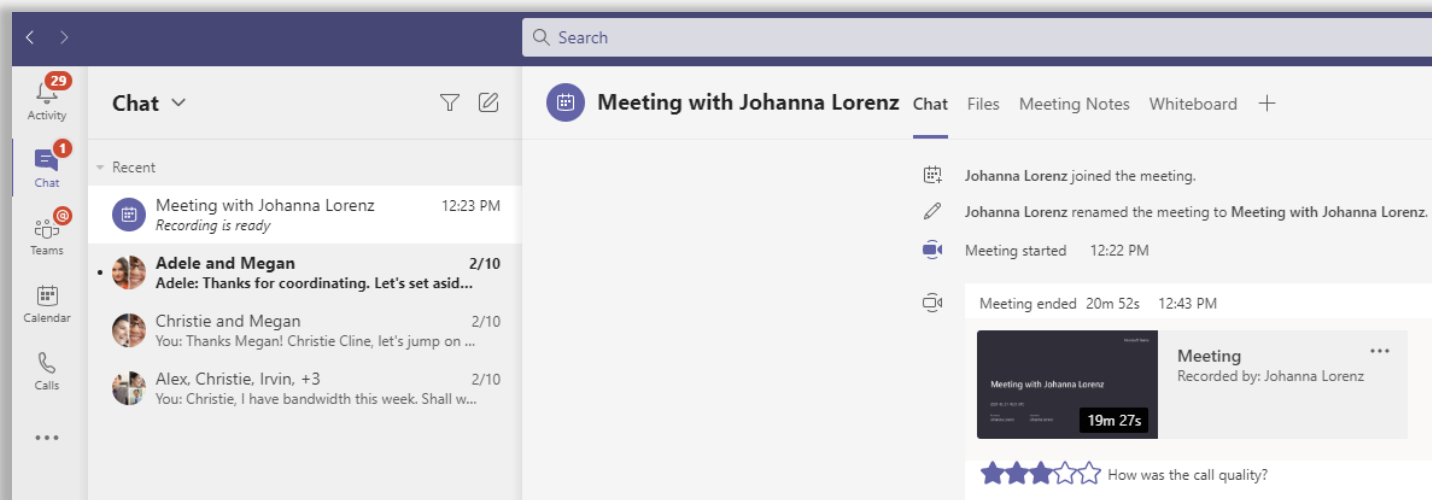 Search
29
Activity
1
Chat
@
Teams
Calendar
Calls
Chat
Recent
Meeting with Johanna Lorenz 12:23 PM
Recording is ready
Adele and Megan 2/10
Adele: Thanks for coordinating. Let's set asid...
Christie and Megan 2/10
You: Thanks Megan! Christie Cline, let's jump on ...
Alex, Christie, Irvin, +3 2/10
You: Christie, I have bandwidth this week. Shall w...
Meeting with Johanna Lorenz Chat Files Meeting Notes Whiteboard
Johanna Lorenz joined the meeting.
Johanna Lorenz renamed the meeting to Meeting with Johanna Lorenz.
Meeting started 12:22 PM
Meeting ended 20m 52s 12:43 PM
Meeting with Johanna Lorenz
19m 27s
Meeting
Recorded by: Johanna Lorenz
How was the call quality?